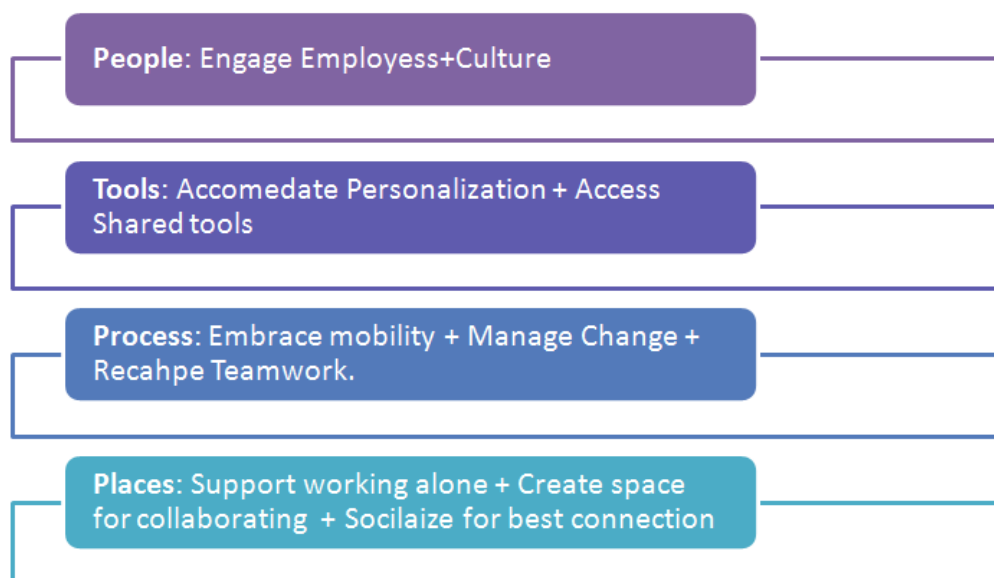 People: Engage Employess+Culture
Tools: Accomedate Personalization + Access
Shared tools
Process: Embrace mobility + Manage Change +
Recahpe Teamwork.
Places: Support working alone + Create space
for collaborating + Socilaize for best connection